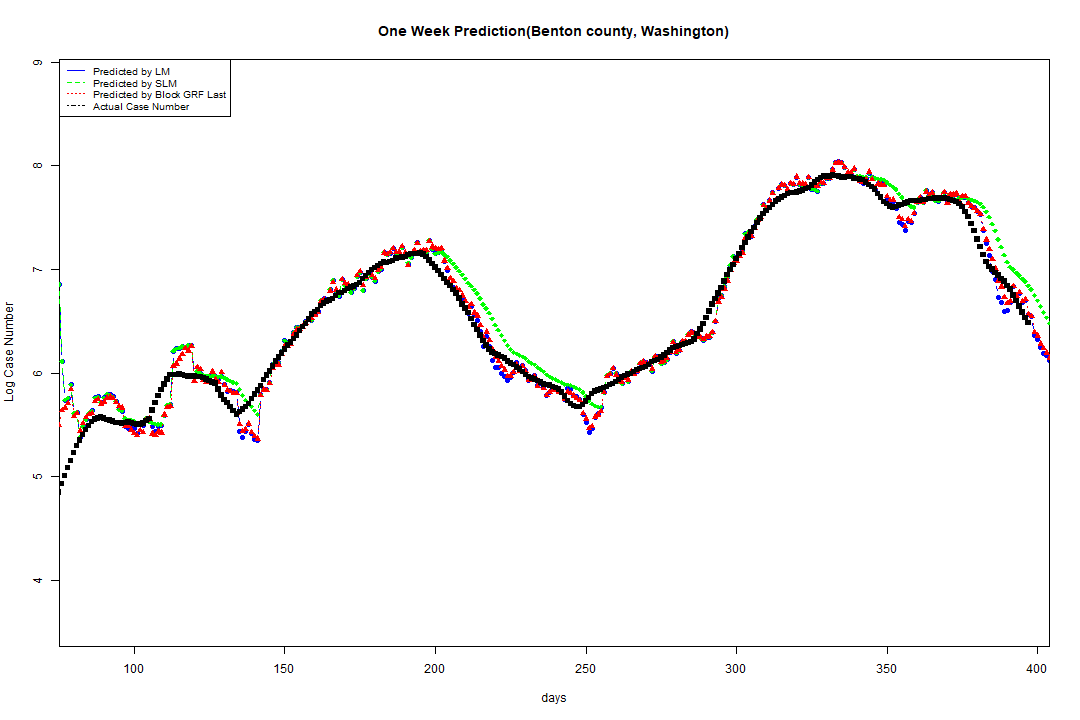 One Week Prediction(Benton county, Washington)
Predicted by LM
Predicted by SLM
Predicted by Block GRF Last
Actual Case Number
9
8
7
6
5
4
Log Case Number
100 150 200 250 300 350 400
days